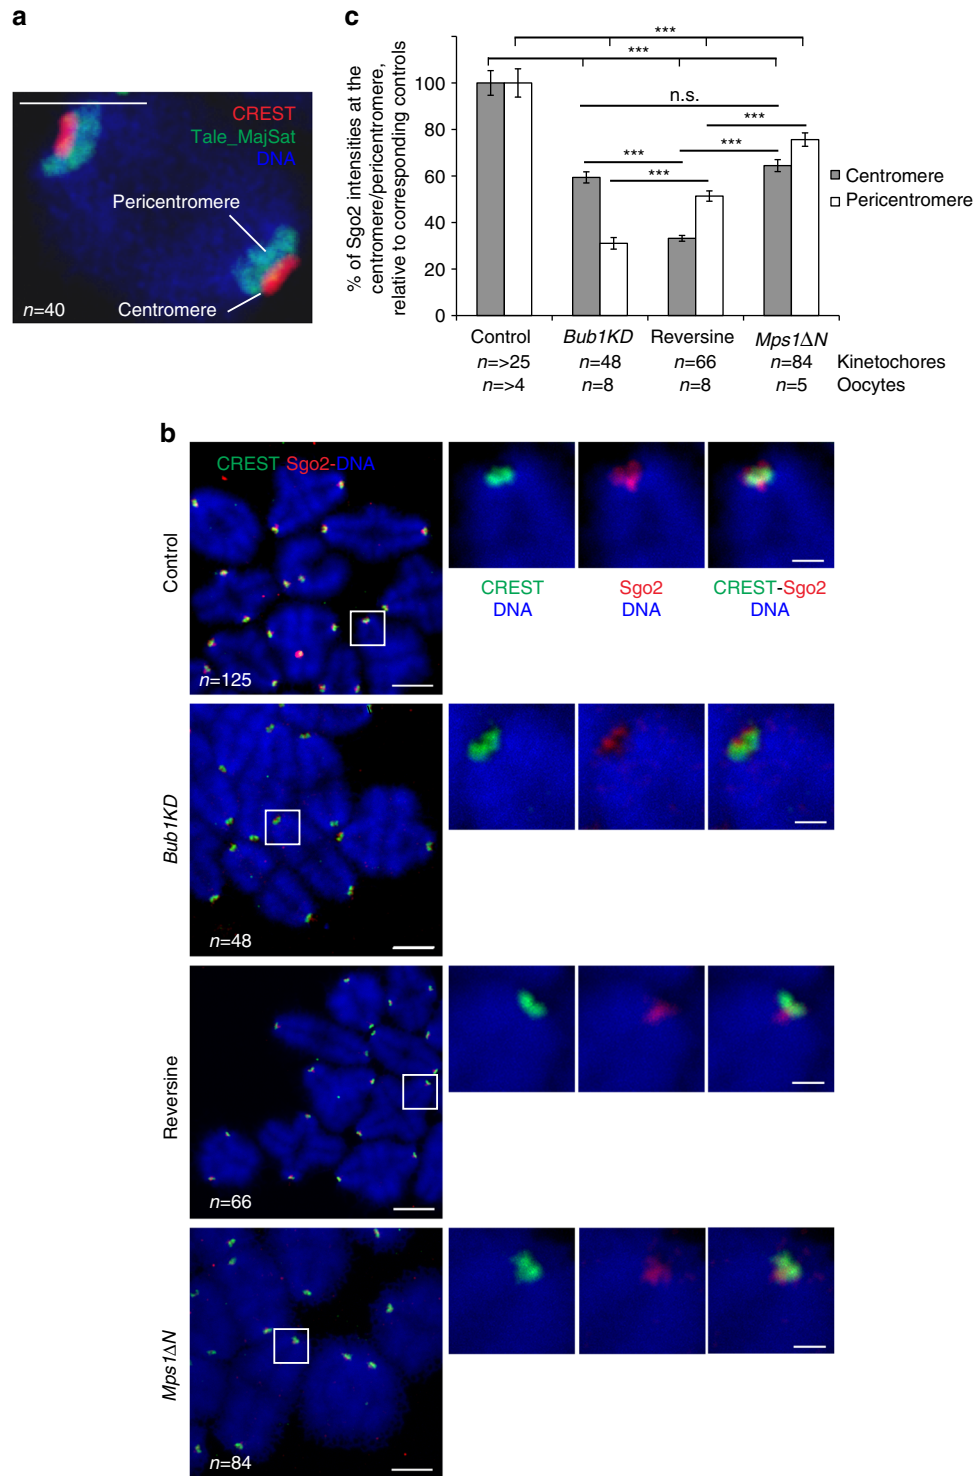 a
CREST
Tale_MajSat
DNA
Pericentromere
Centromere
n=40
c
% of Sgo2 intensities at the
centromere/pericentromere,
relative to corresponding controls
100
80
60
40
20
0
***
***
n.s.
***
***
***
***
Centromere
Pericentromere
Control
Bub1KD
Reversine
Mps1ΔN
n=>25
n=48
n=66
n=84
Kinetochores
n=>4
n=8
n=8
n=5
Oocytes
b
Control
CREST-Sgo2-DNA
n=125
CREST
DNA
Sgo2
DNA
CREST-Sgo2
DNA
Bub1KD
n=48
Reversine
n=66
Mps1ΔN
n=84